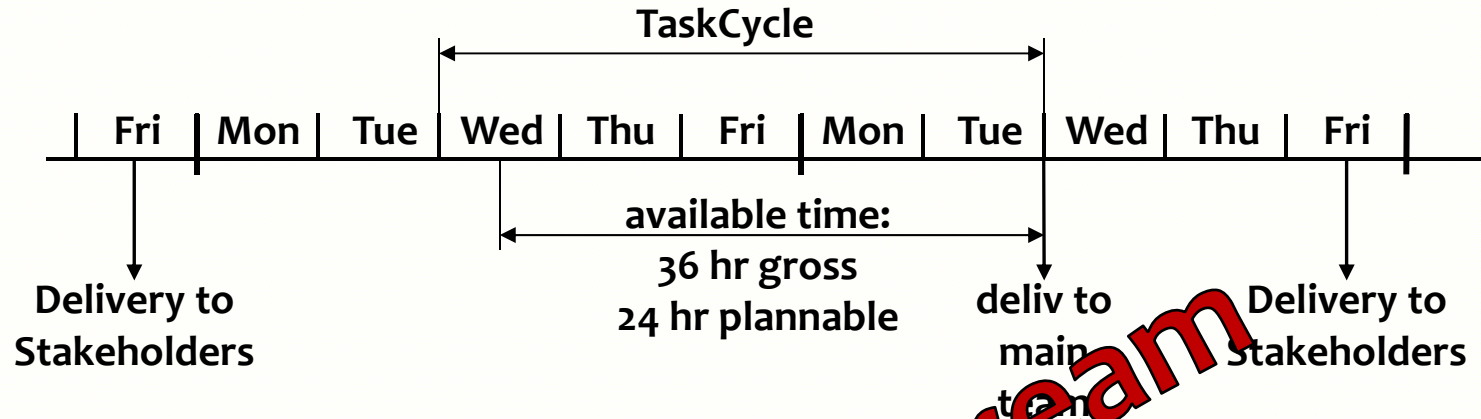 TaskCycle
Fri Mon Tue Wed Thu Fri Mon Tue Wed Thu Fri
available time:
36 hr gross
24 hr plannable
Delivery to
Stakeholders
deliv to
main
team
Delivery to
Stakeholders